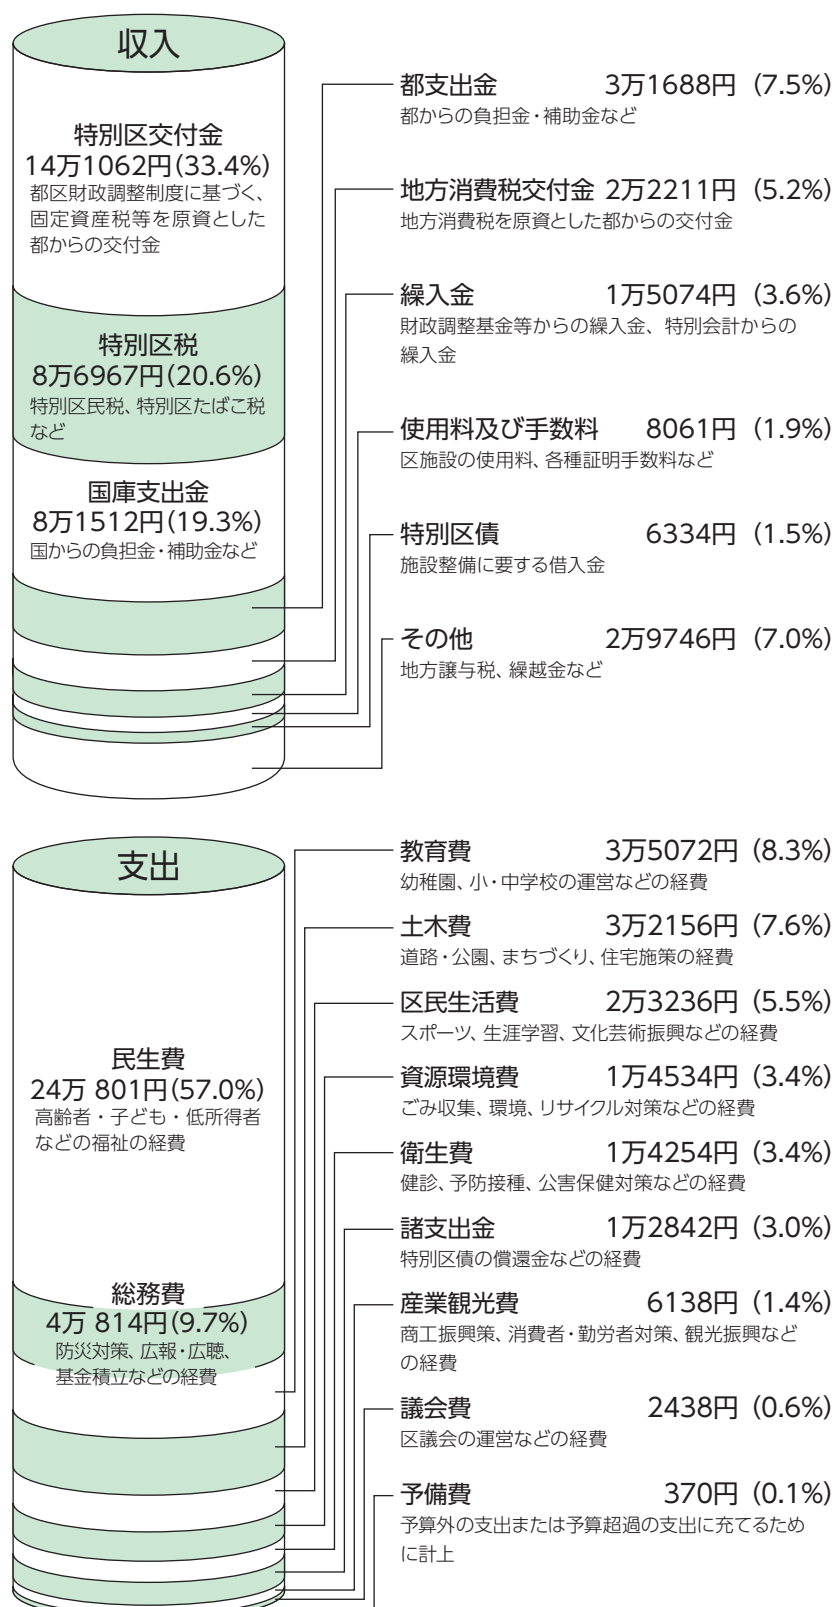 収入
特別区交付金
14万1062円(33.4%)
都区財政調整制度に基づく、
固定資産税等を原資とした
都からの交付金
特別区税
8万6967円(20.6%)
特別区民税、特別区たばこ税
など
国庫支出金
8万1512円(19.3%)
国からの負担金・補助金など
都支出金 3万1688円 (7.5%)
都からの負担金・補助金など
地方消費税交付金 2万2211円 (5.2%)
地方消費税を原資とした都からの交付金
繰入金 1万5074円 (3.6%)
財政調整基金等からの繰入金、特別会計からの
繰入金
使用料及び手数料 8061円 (1.9%)
区施設の使用料、各種証明手数料など
特別区債 6334円 (1.5%)
施設整備に要する借入金
その他 2万9746円 (7.0%)
地方譲与税、繰越金など
支出
民生費
24万 801円(57.0%)
高齢者・子ども・低所得者
などの福祉の経費
総務費
4万 814円(9.7%)
防災対策、広報・広聴、
基金積立などの経費
教育費 3万5072円 (8.3%)
幼稚園、小・中学校の運営などの経費
土木費 3万2156円 (7.6%)
道路・公園、まちづくり、住宅施策の経費
区民生活費 2万3236円 (5.5%)
スポーツ、生涯学習、文化芸術振興などの経費
資源環境費 1万4534円 (3.4%)
ごみ収集、環境、リサイクル対策などの経費
衛生費 1万4254円 (3.4%)
健診、予防接種、公害保健対策などの経費
諸支出金 1万2842円 (3.0%)
特別区債の償還金などの経費
産業観光費 6138円 (1.4%)
商工振興策、消費者・勤労者対策、観光振興など
の経費
議会費 2438円 (0.6%)
区議会の運営などの経費
予備費 370円 (0.1%)
予算外の支出または予算超過の支出に充てるため
に計上